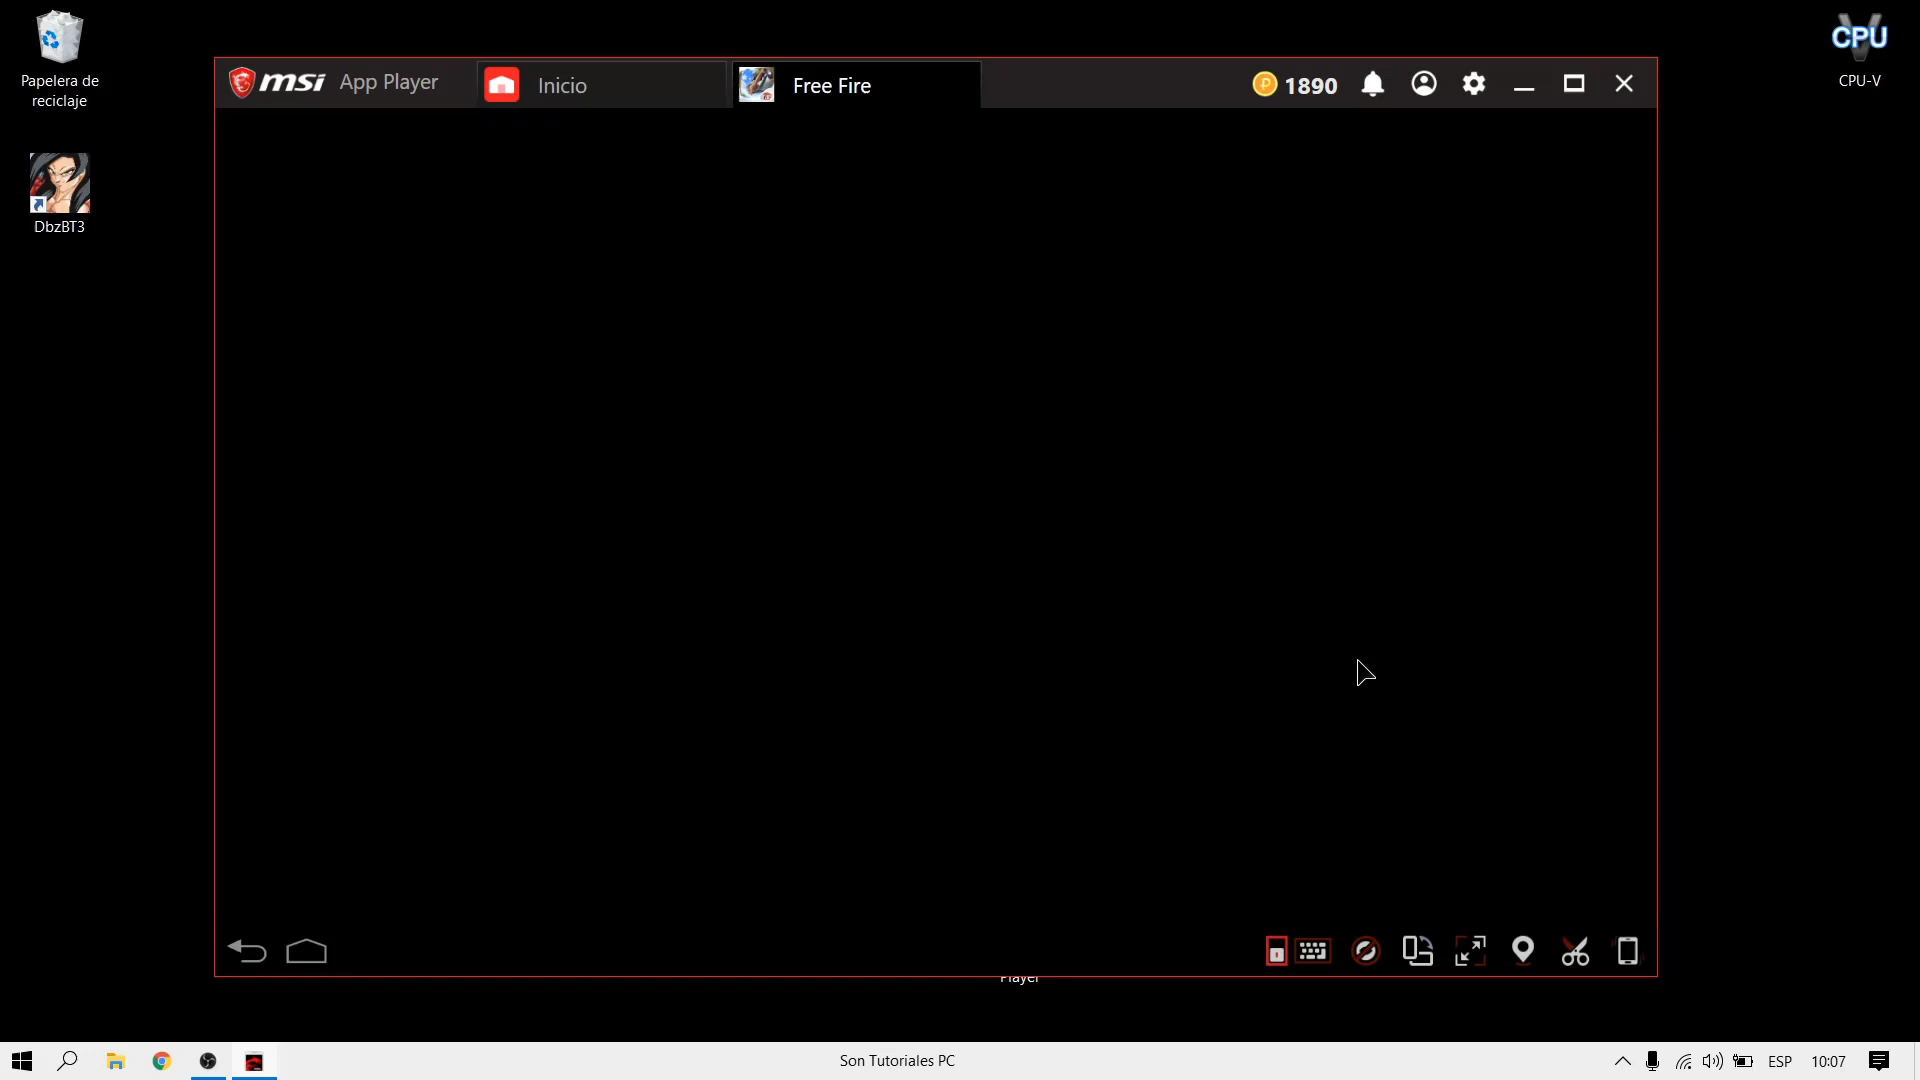 Papelera de
reciclaje
DbzBT3
msi App Player
Inicio
Free Fire
P 1890
CPU
CPU-V
Player
Son Tutoriales PC
ESP
10:07